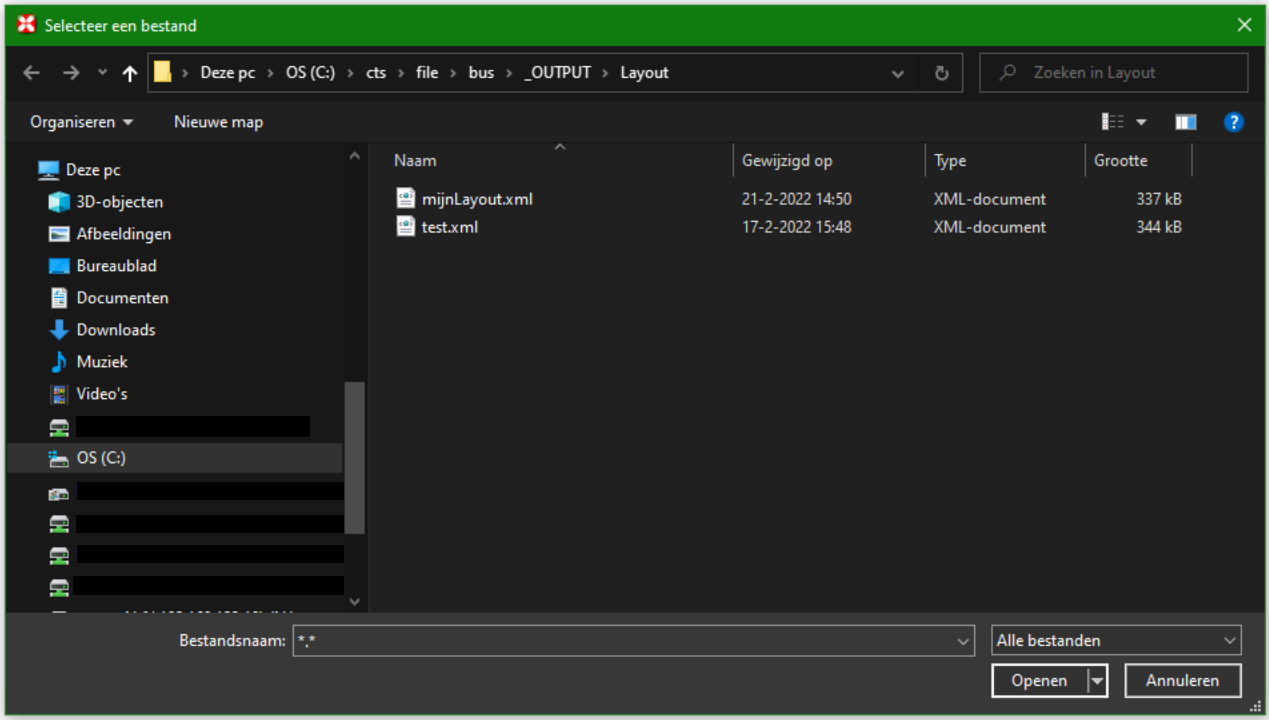 Selecteer een bestand
Deze pc > OS (C:) > cts > file > bus > _OUTPUT > Layout
Zoeken in Layout
Organiseren
Nieuwe map
?
Naam Gewijzigd op Type Grootte
mijnLayout.xml 21-2-2022 14:50 XML-document 337 kB
test.xml 17-2-2022 15:48 XML-document 344 kB
Deze pc
3D-objecten
Afbeeldingen
Bureaublad
Documenten
Downloads
Muziek
Video's
OS (C:)
Bestandsnaam: *.* Alle bestanden
Openen Annuleren